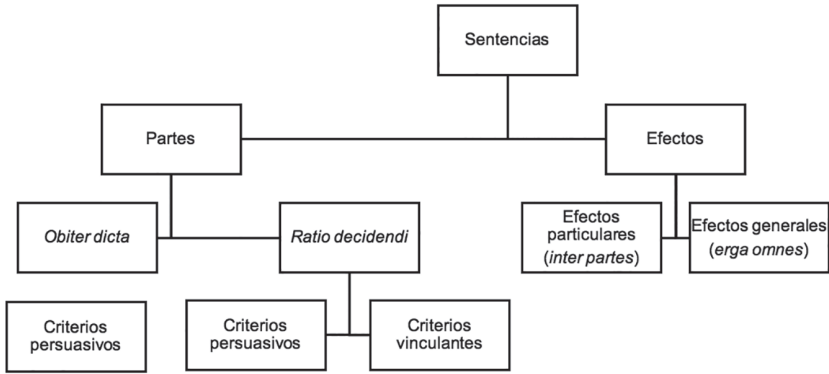 Sentencias
Partes
Efectos
Obiter dicta
Ratio decidendi
Efectos
particulares
(inter partes)
Efectos generales
(erga omnes)
Criterios
persuasivos
Criterios
persuasivos
Criterios
vinculantes